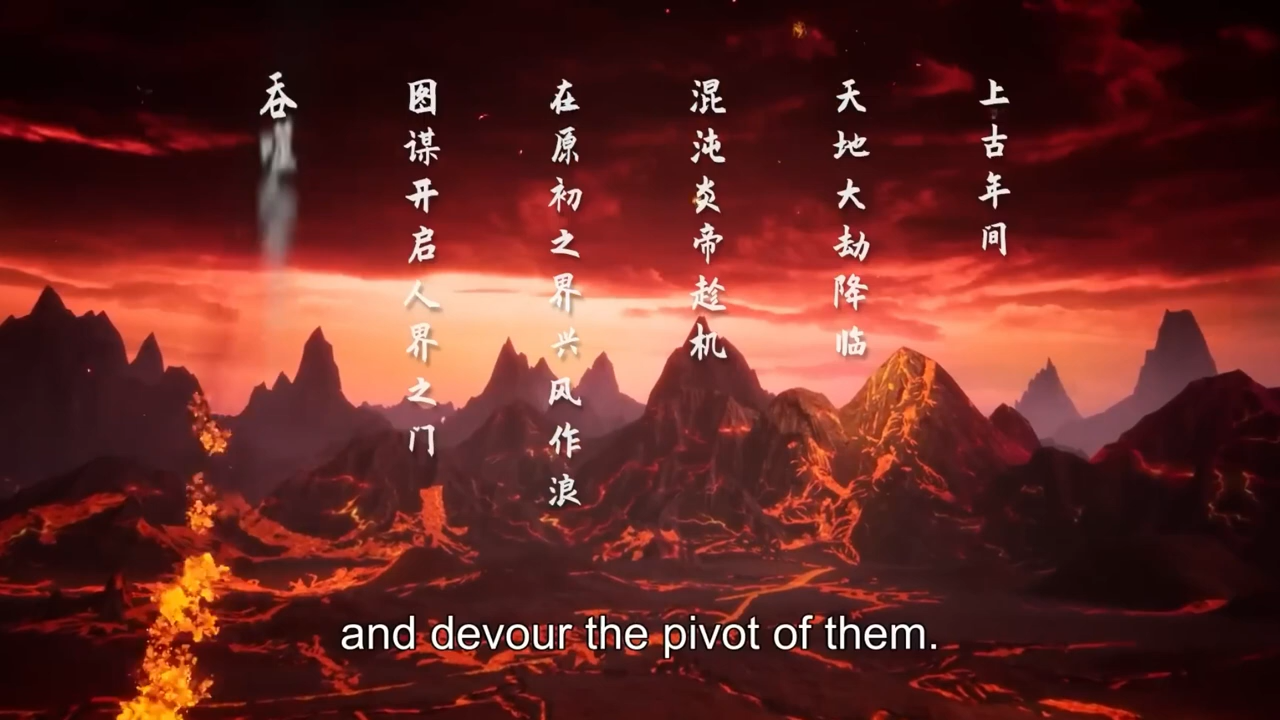 上古年间
天地大劫降临
混沌炎帝趁机
在原初之界兴风作浪
图谋开启人界之门
吞
and devour the pivot of them.